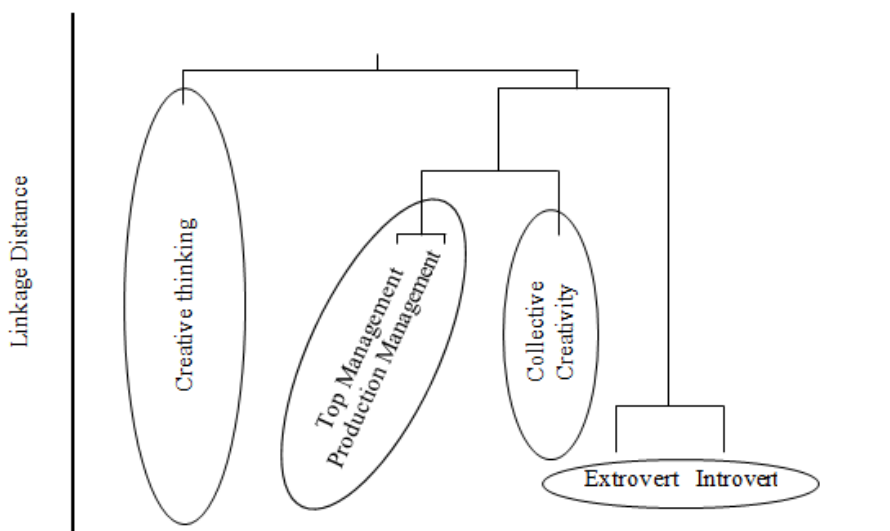 Linkage Distance
Creative thinking
Top Management
Production Management
Collective
Creativity
Extrovert Introvert